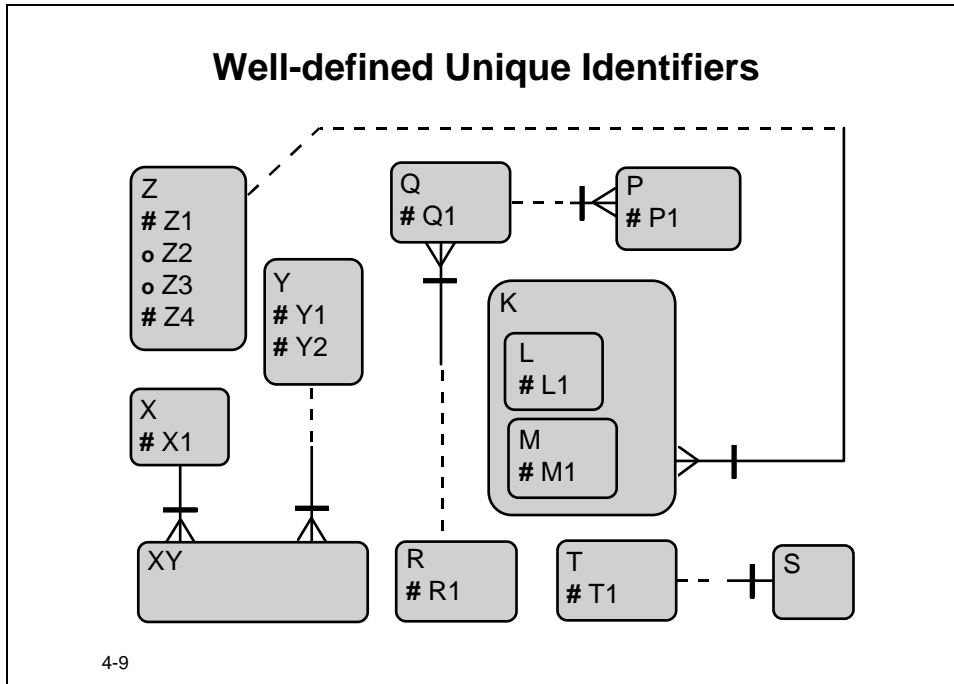 Well-defined Unique Identifiers
Z
# Z1
o Z2
o Z3
# Z4
Q
# Q1
P
# P1
Y
# Y1
# Y2
K
L
# L1
M
# M1
X
# X1
XY
R
# R1
T
# T1
S
4-9